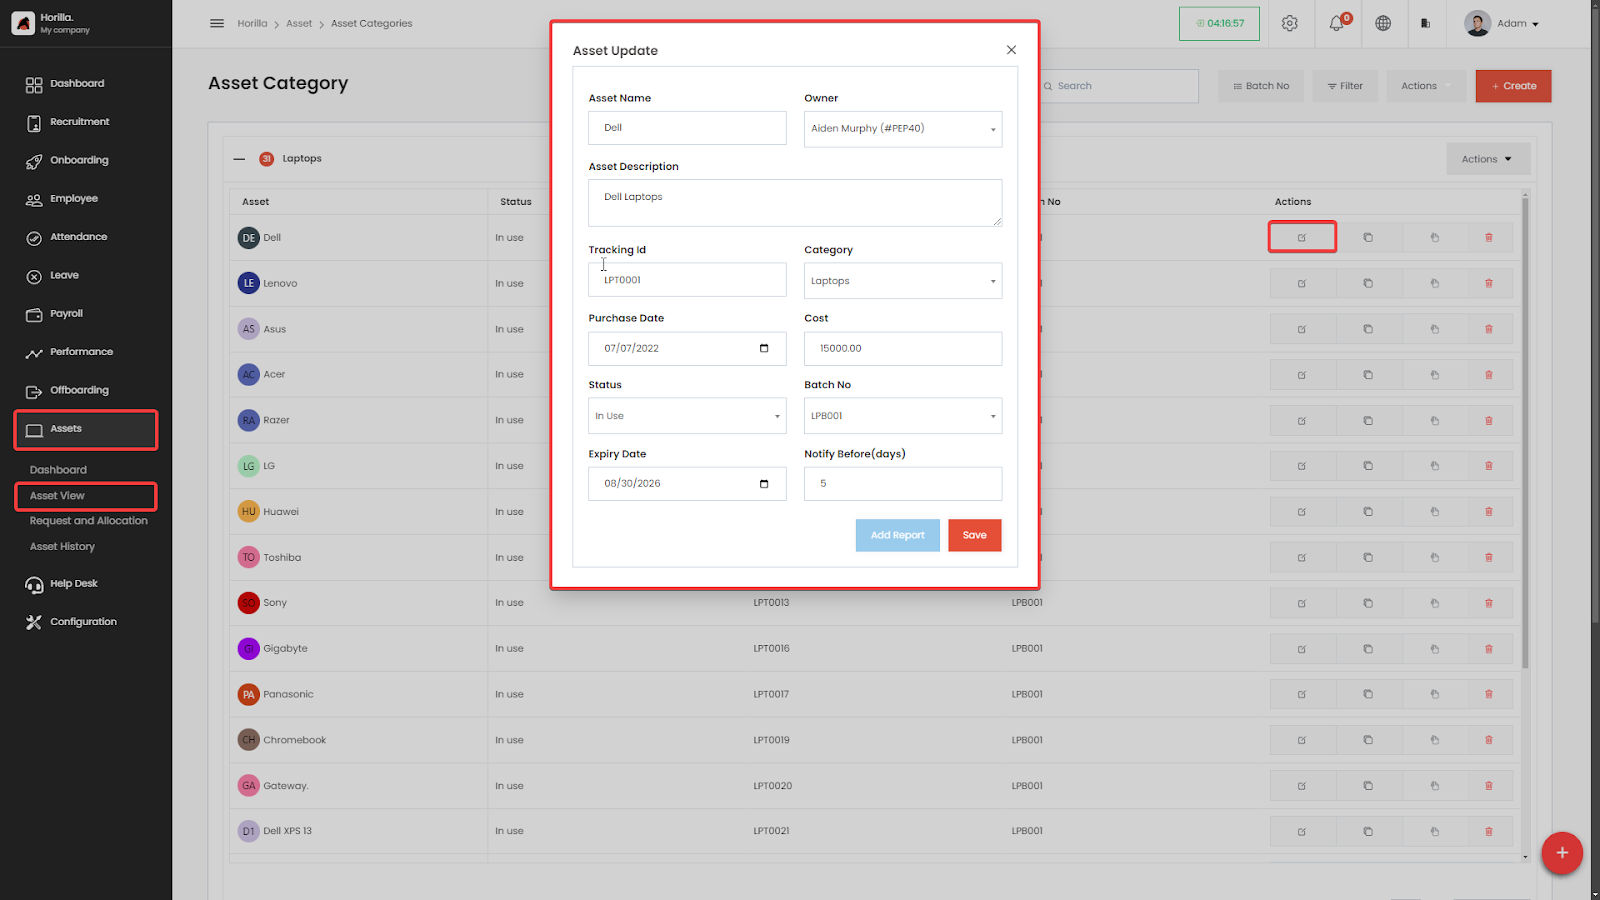 Horilla.
My company
Horilla > Asset > Asset Categories
04:16:57
0
Adam
Dashboard
Recruitment
Onboarding
Employee
Attendance
Leave
Payroll
Performance
Offboarding
Assets
Dashboard
Asset View
Request and Allocation
Asset History
Help Desk
Configuration
Asset Category
Search
Batch No
Filter
Actions
+ Create
31 Laptops
Actions
Asset Status h No Actions
DE Dell In use
LE Lenovo In use
AS Asus In use
AC Acer In use
RA Razer In use
LG LG In use
HU Huawei In use
TO Toshiba In use
SO Sony In use LPT0013 LPB001
GI Gigabyte In use LPT0016 LPB001
PA Panasonic In use LPT0017 LPB001
CH Chromebook In use LPT0019 LPB001
GA Gateway. In use LPT0020 LPB001
D1 Dell XPS 13 In use LPT0021 LPB001
Asset Update
Asset Name Owner
Dell Aiden Murphy (#PEP40)
Asset Description
Dell Laptops
Tracking Id Category
LPT0001 Laptops
Purchase Date Cost
07/07/2022 15000.00
Status Batch No
In Use LPB001
Expiry Date Notify Before(days)
08/30/2026 5
Add Report Save
+